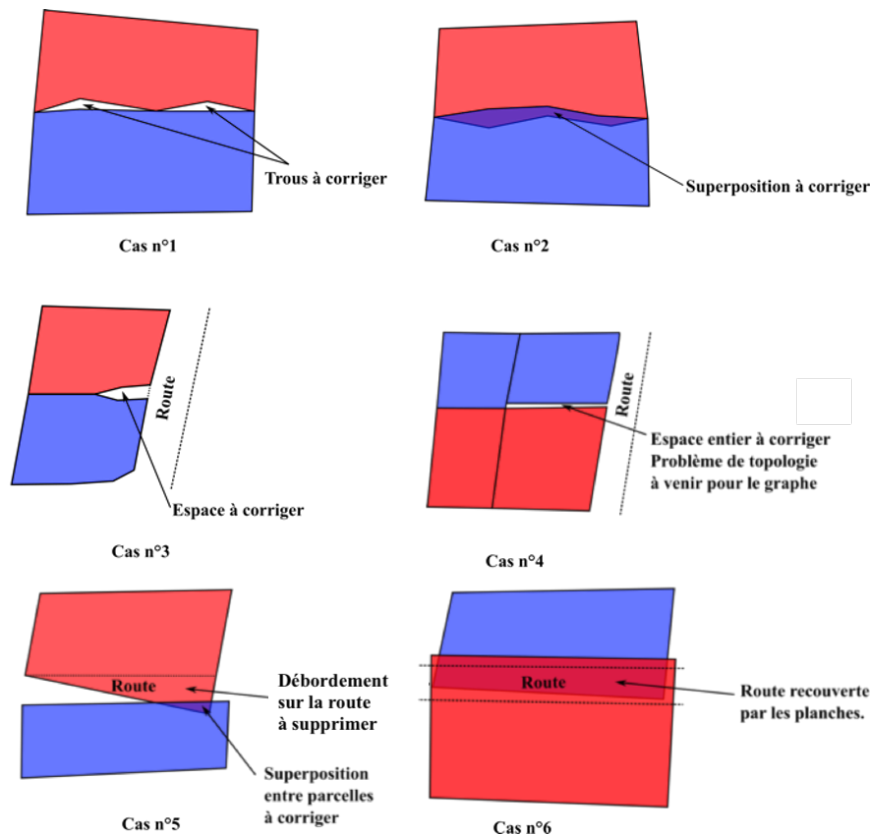 Trous à corriger
Cas n°1
Superposition à corriger
Cas n°2
Route
Espace à corriger
Cas n°3
Route
Espace entier à corriger
Problème de topologie
à venir pour le graphe
Cas n°4
Route
Débordement
sur la route
à supprimer
Superposition
entre parcelles
à corriger
Cas n°5
Route
Route recouverte
par les planches.
Cas n°6